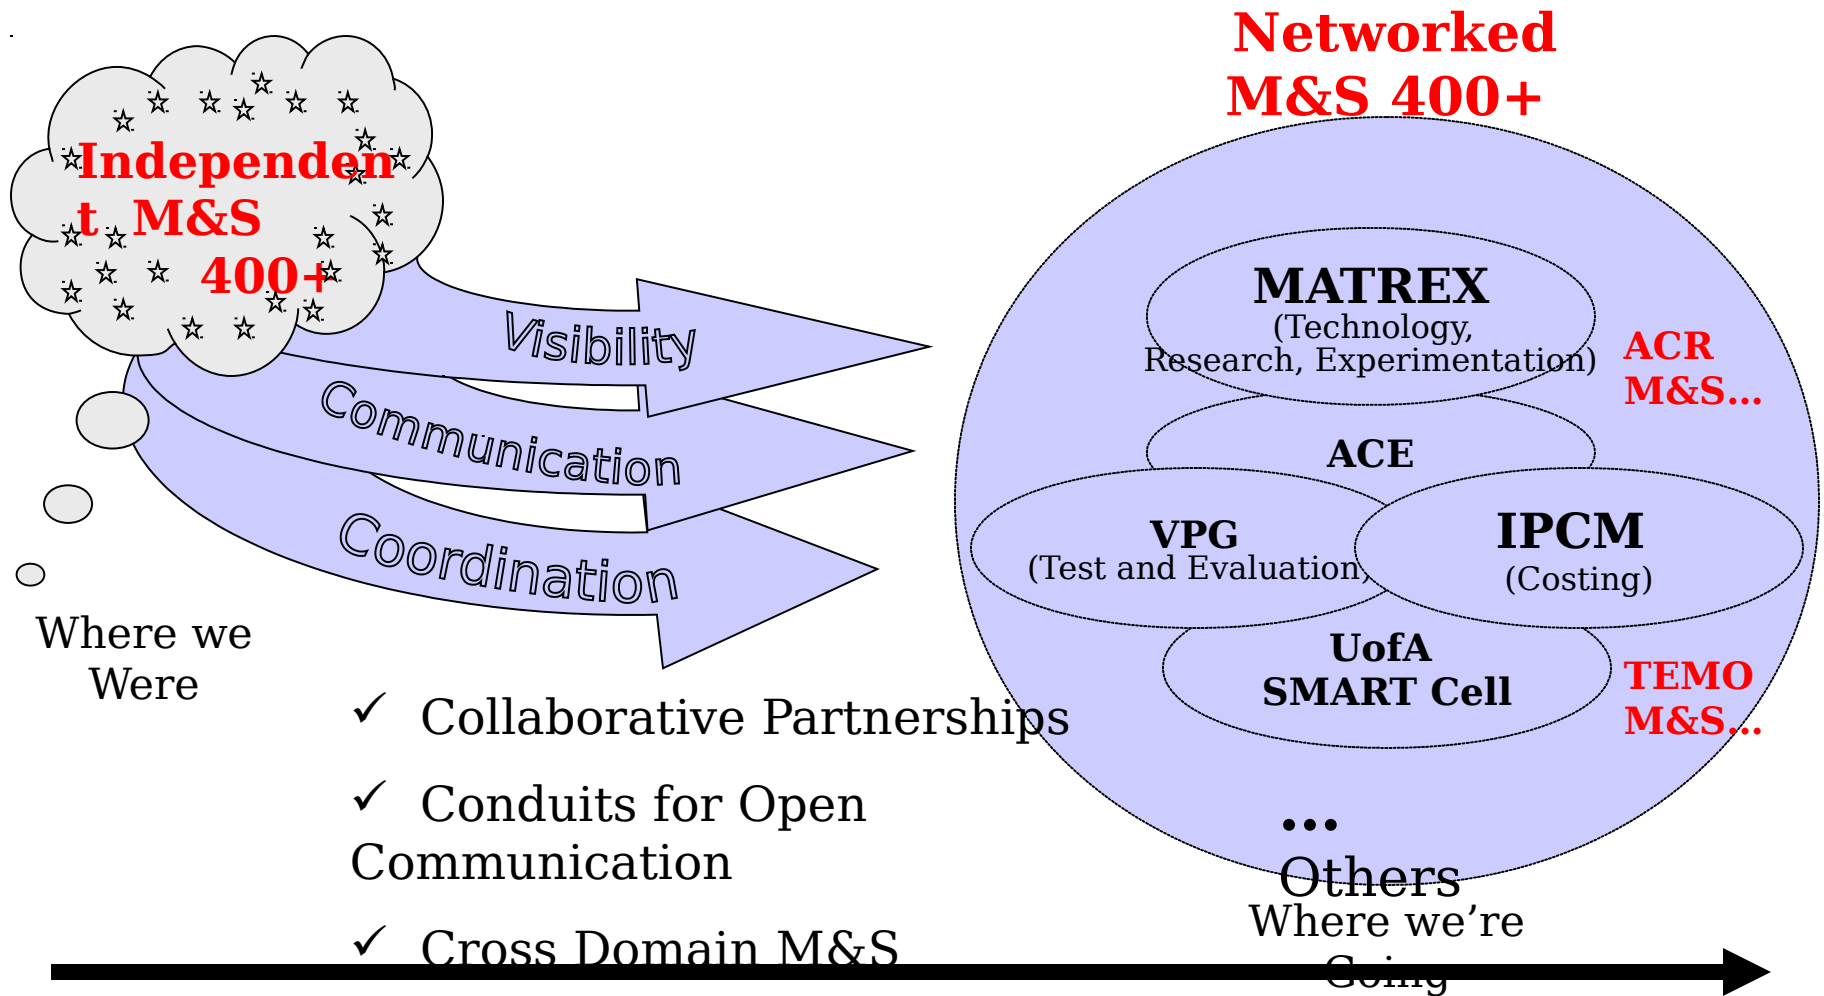 Networked
M&S 400+
Independen
t  M&S
400+
Visibility
Communication
Coordination
MATREX
(Technology,
Research, Experimentation)
ACR
M&S...
ACE
VPG
(Test and Evaluation)
IPCM
(Costing)
UofA
SMART Cell
TEMO
M&S...
Where we
Were
✓ Collaborative Partnerships
✓ Conduits for Open
Communication
✓ Cross Domain M&S
...
Others
Where we’re
Going